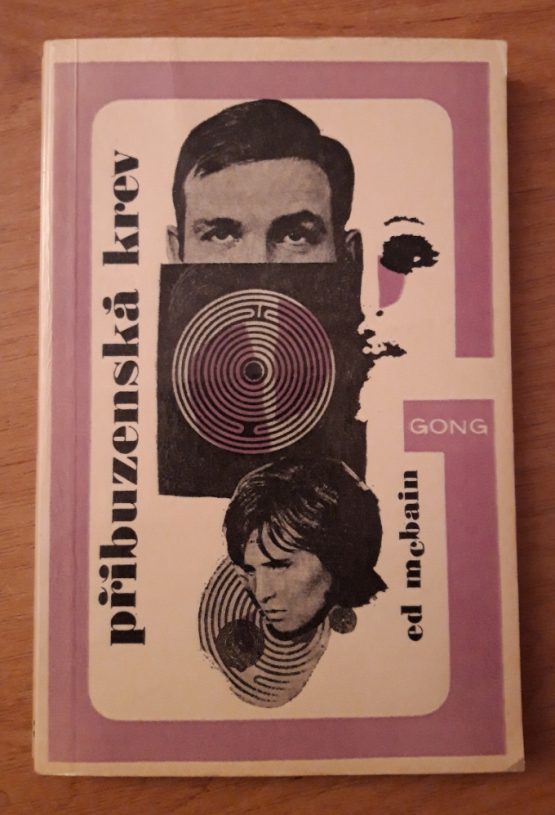 příbuzenská krev
GONG
ed mcbain